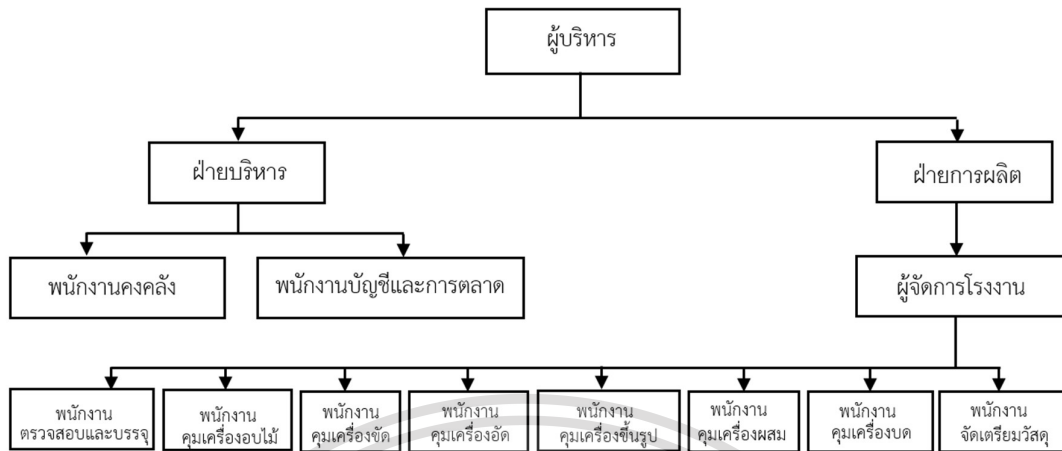 ผู้บริหาร
ฝ่ายบริหาร
ฝ่ายการผลิต
พนักงานคงคลัง
พนักงานบัญชีและการตลาด
ผู้จัดการโรงงาน
พนักงาน
ตรวจสอบและบรรจุ
พนักงาน
คุมเครื่องอบไม้
พนักงาน
คุมเครื่องขัด
พนักงาน
คุมเครื่องอัด
พนักงาน
คุมเครื่องขึ้นรูป
พนักงาน
คุมเครื่องผสม
พนักงาน
คุมเครื่องบด
พนักงาน
จัดเตรียมวัสดุ